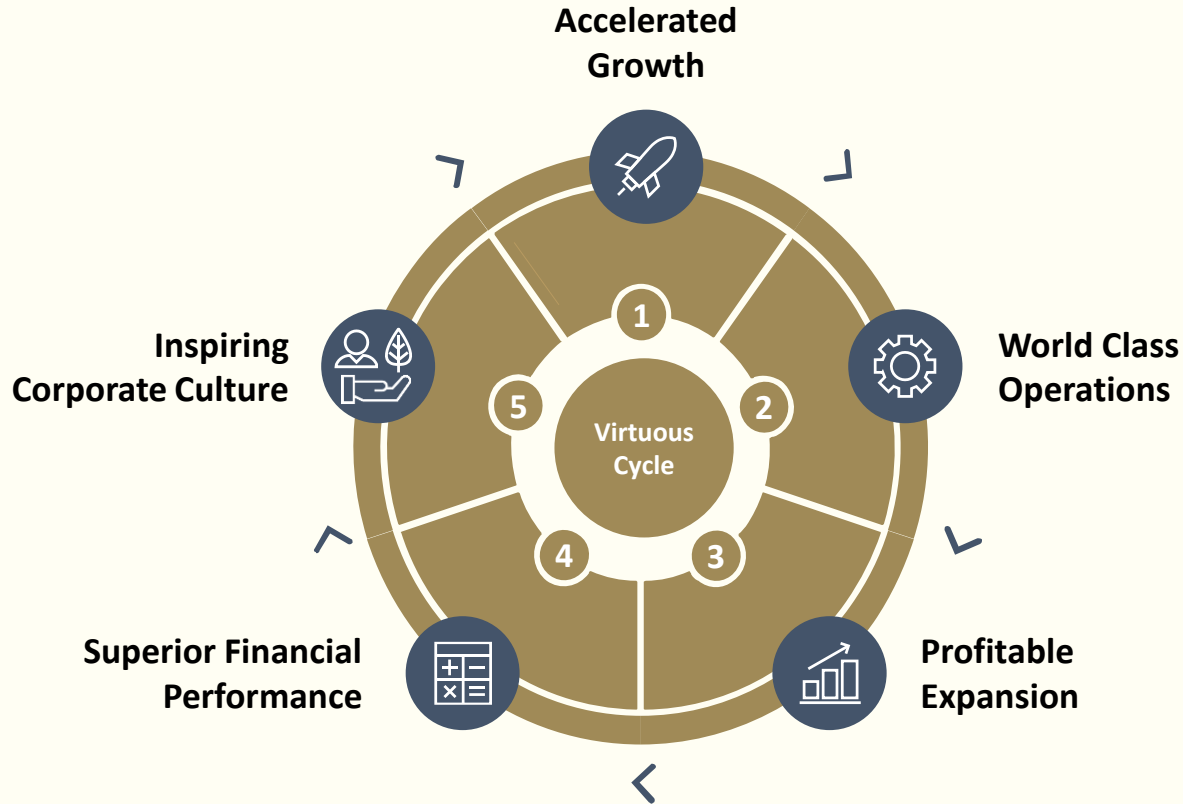 Accelerated
Growth
1
World Class
Operations
2
Profitable
Expansion
3
Superior Financial
Performance
4
Inspiring
Corporate Culture
5
Virtuous
Cycle